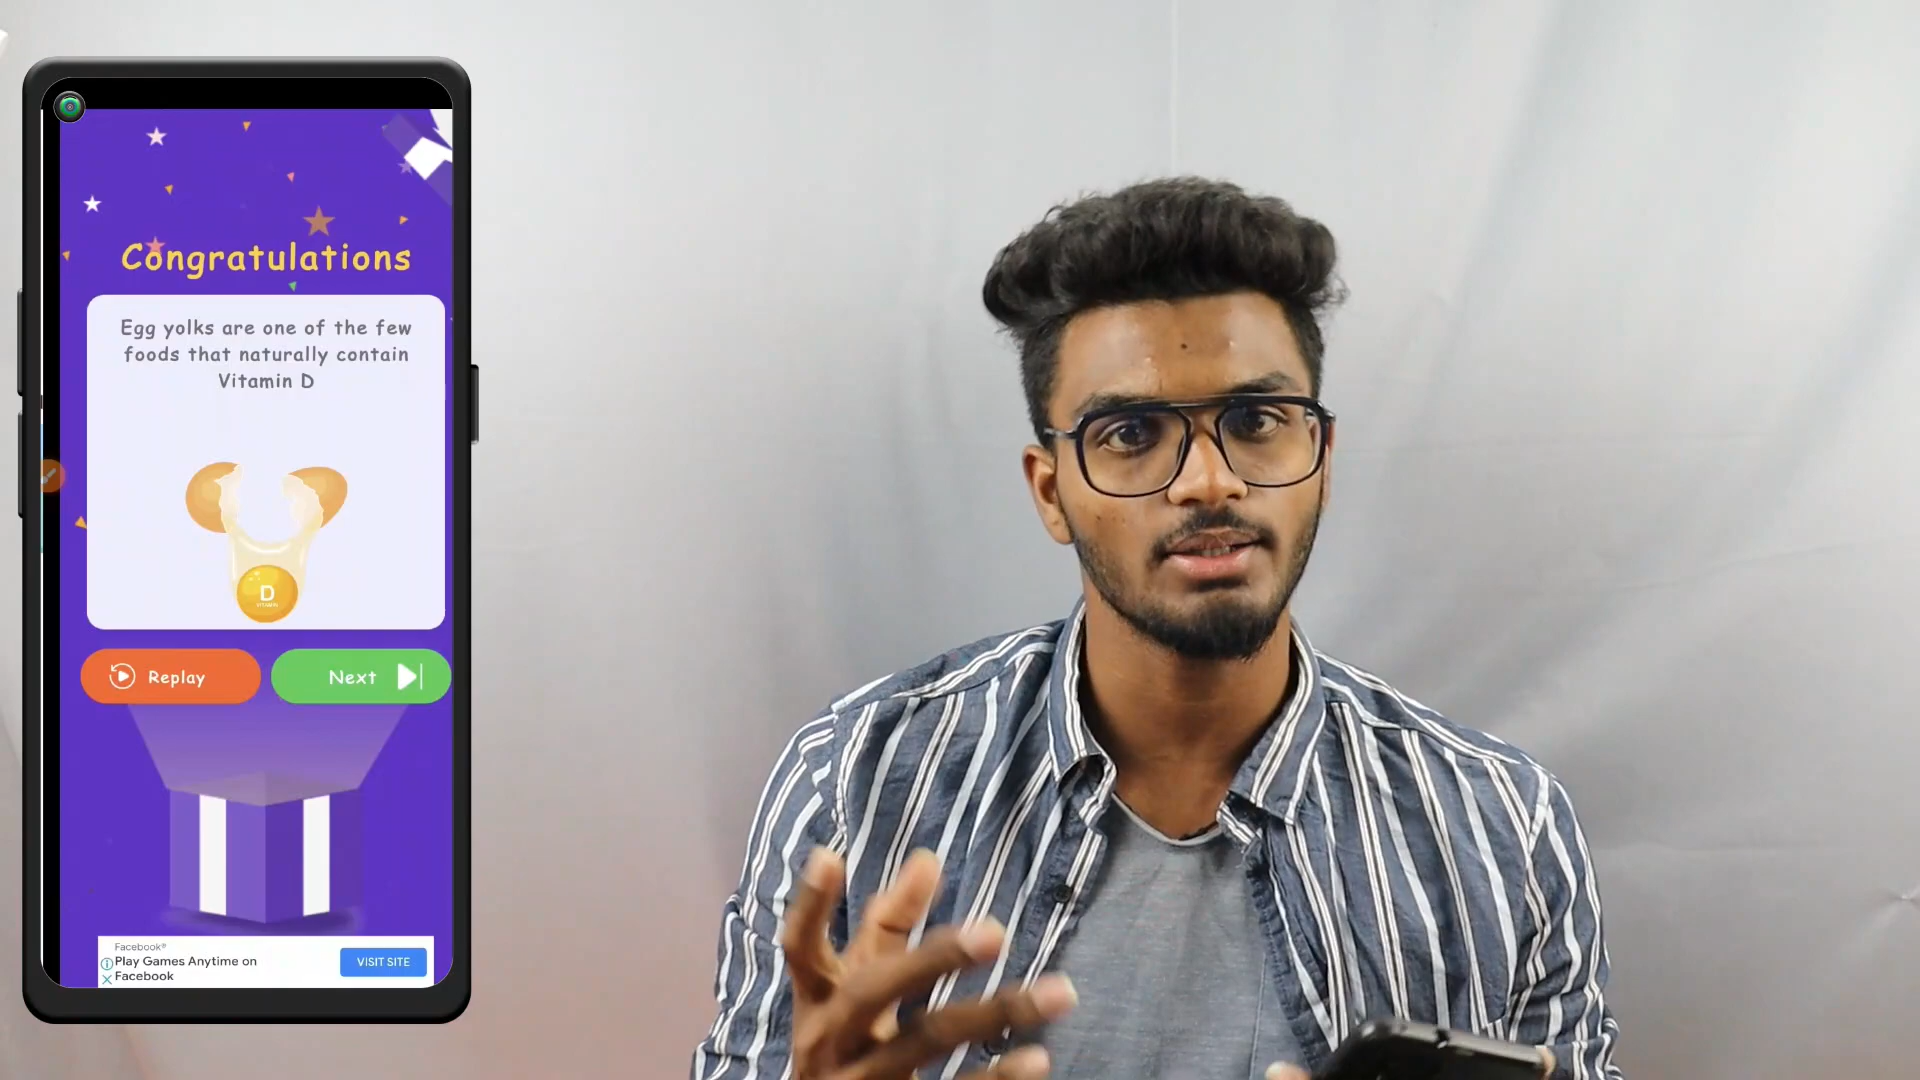 Congratulations
Egg yolks are one of the few
foods that naturally contain
Vitamin D
D
VITAMIN
Replay
Next
Facebook®
Play Games Anytime on
Facebook
VISIT SITE